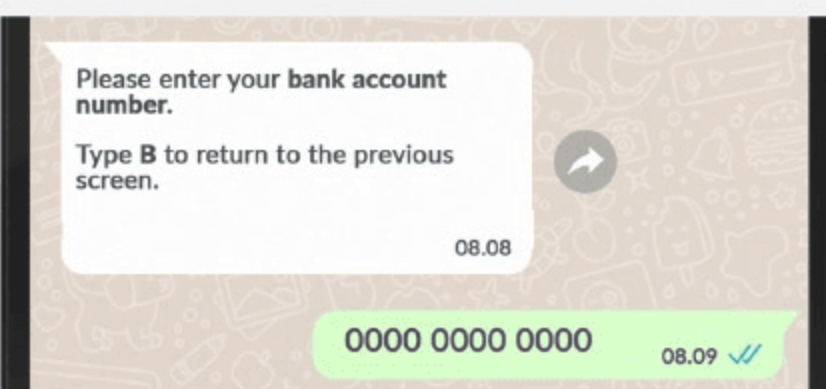 Please enter your bank account
number.
Type B to return to the previous
screen.
08.08
0000 0000 0000
08.09